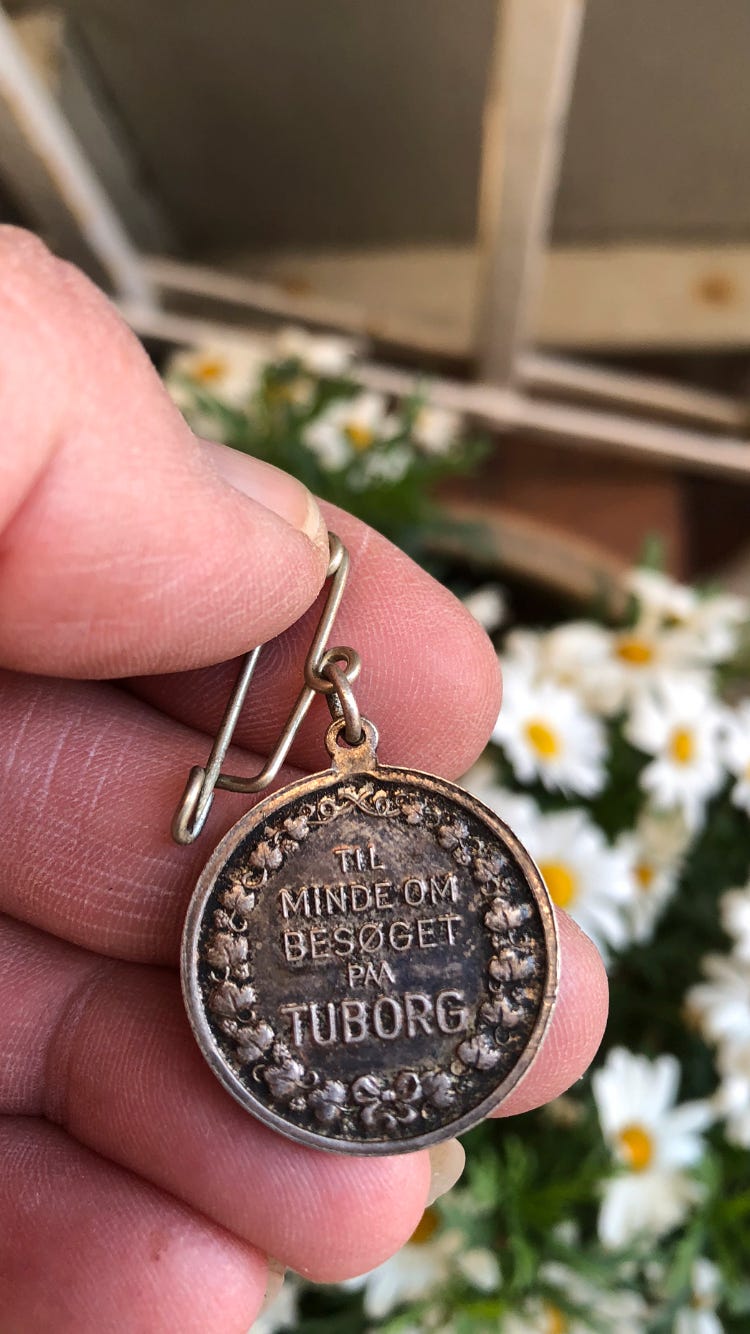 TIL
MINDE OM
BESØGET
PAA
TUBORG